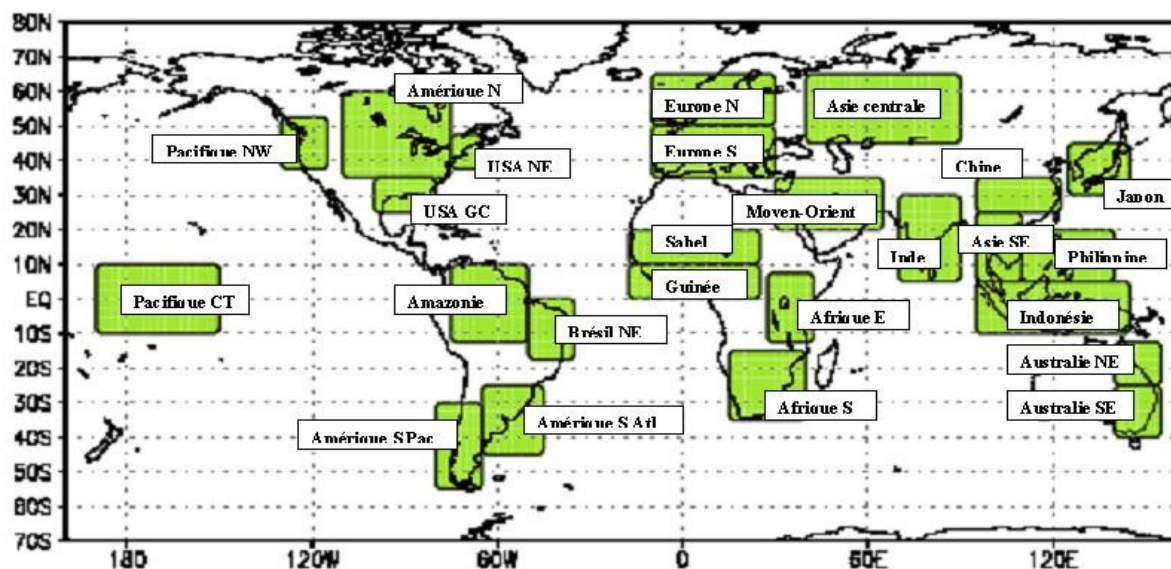 80N
70N
60N
50N
40N
30N
20N
10N
EQ
10S
20S
30S
40S
50S
60S
70S
Amérique N
Europe N
Asie centrale
Pacifique NW
USA NE
Europe S
Chine
Japon
USA GC
Moyen-Orient
Sahel
Inde
Asie SE
Philippine
Pacifique CT
Amazonie
Guinée
Brésil NE
Afrique E
Indonésie
Australie NE
Amérique S Pac
Amérique S Atl
Afrique S
Australie SE
180
120W
60W
0
60E
120E